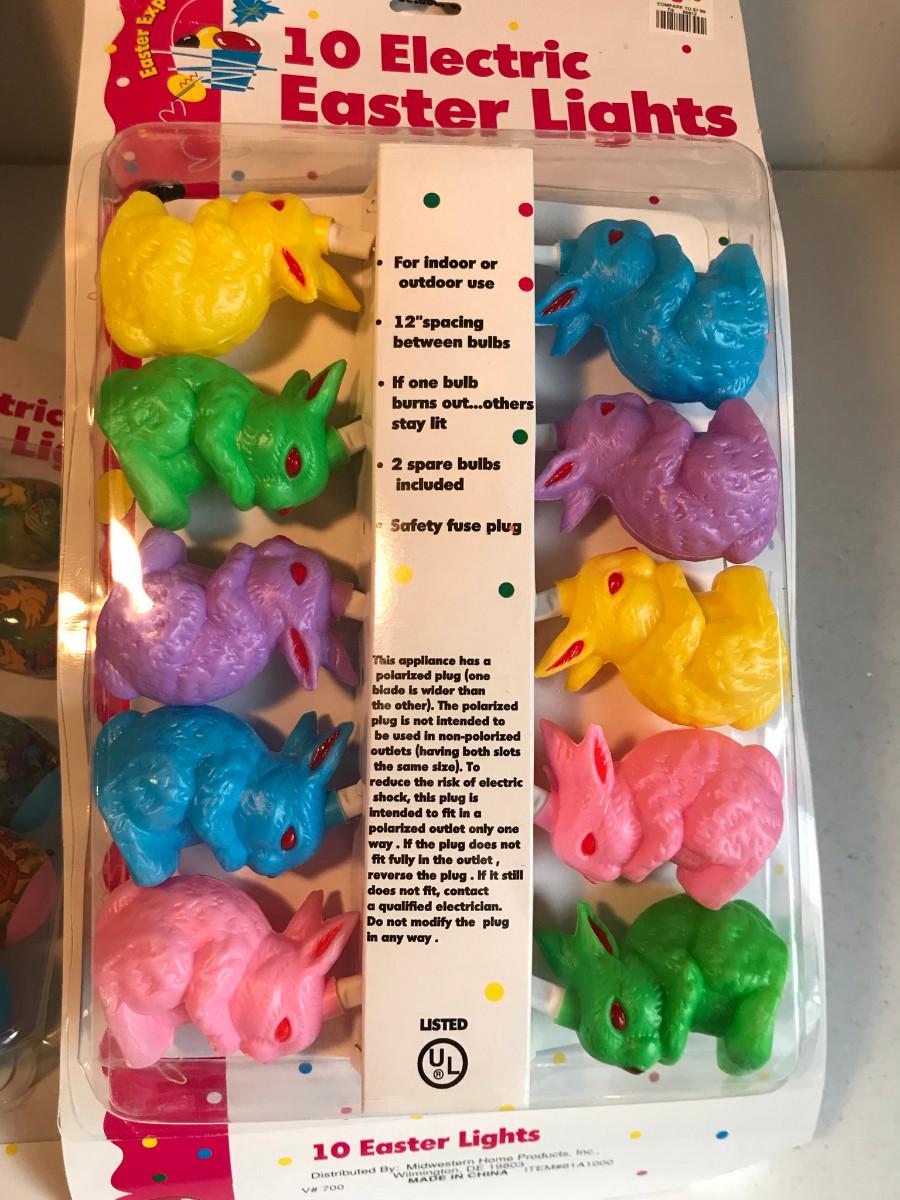 Easter Exp
COMPARE TO $7.99
10 Electric
Easter Lights
• For indoor or
outdoor use
• 12"spacing
between bulbs
• If one bulb
burns out...others
stay lit
• 2 spare bulbs
included
• Safety fuse plug
This appliance has a
polarized plug (one
blade is wider than
the other). The polarized
plug is not intended to
be used in non-polorized
outlets (having both slots
the same size). To
reduce the risk of electric
shock, this plug is
intended to fit in a
polarized outlet only one
way . If the plug does not
fit fully in the outlet ,
reverse the plug . If it still
does not fit, contact
a qualified electrician.
Do not modify the plug
in any way .
LISTED
UL
®
10 Easter Lights
Distributed By: Midwestern Home Products, Inc.,
Wilmington, DE 19803
V# 700
MADE IN CHINA
ITEM#81A1000
tric
Lig